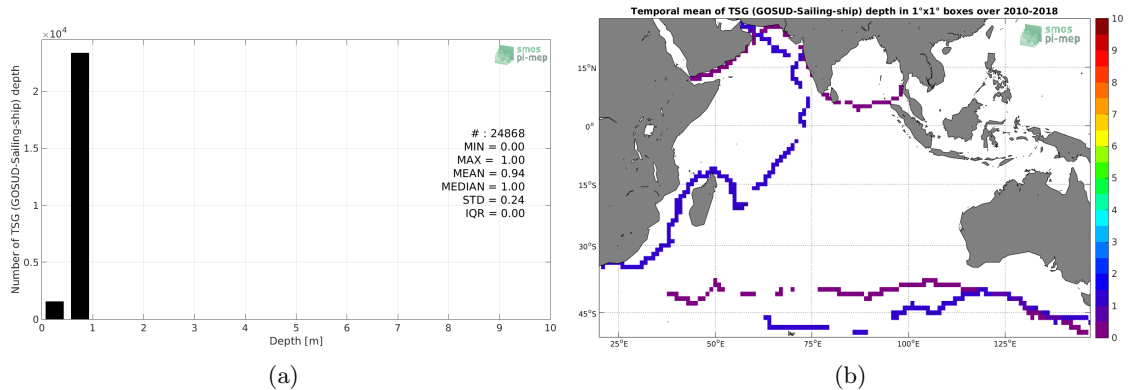 ×10⁴
2
1.5
1
0.5
0
0 1 2 3 4 5 6 7 8 9 10
Number of TSG (GOSUD-Sailing-ship) depth
Depth [m]
smos
pi-mep
# : 24868
MIN = 0.00
MAX = 1.00
MEAN = 0.94
MEDIAN = 1.00
STD = 0.24
IQR = 0.00
(a)
Temporal mean of TSG (GOSUD-Sailing-ship) depth in 1°x1° boxes over 2010-2018
smos
pi-mep
15°N
0°
15°S
30°S
45°S
25°E 50°E 75°E 100°E 125°E
10
9
8
7
6
5
4
3
2
1
0
(b)